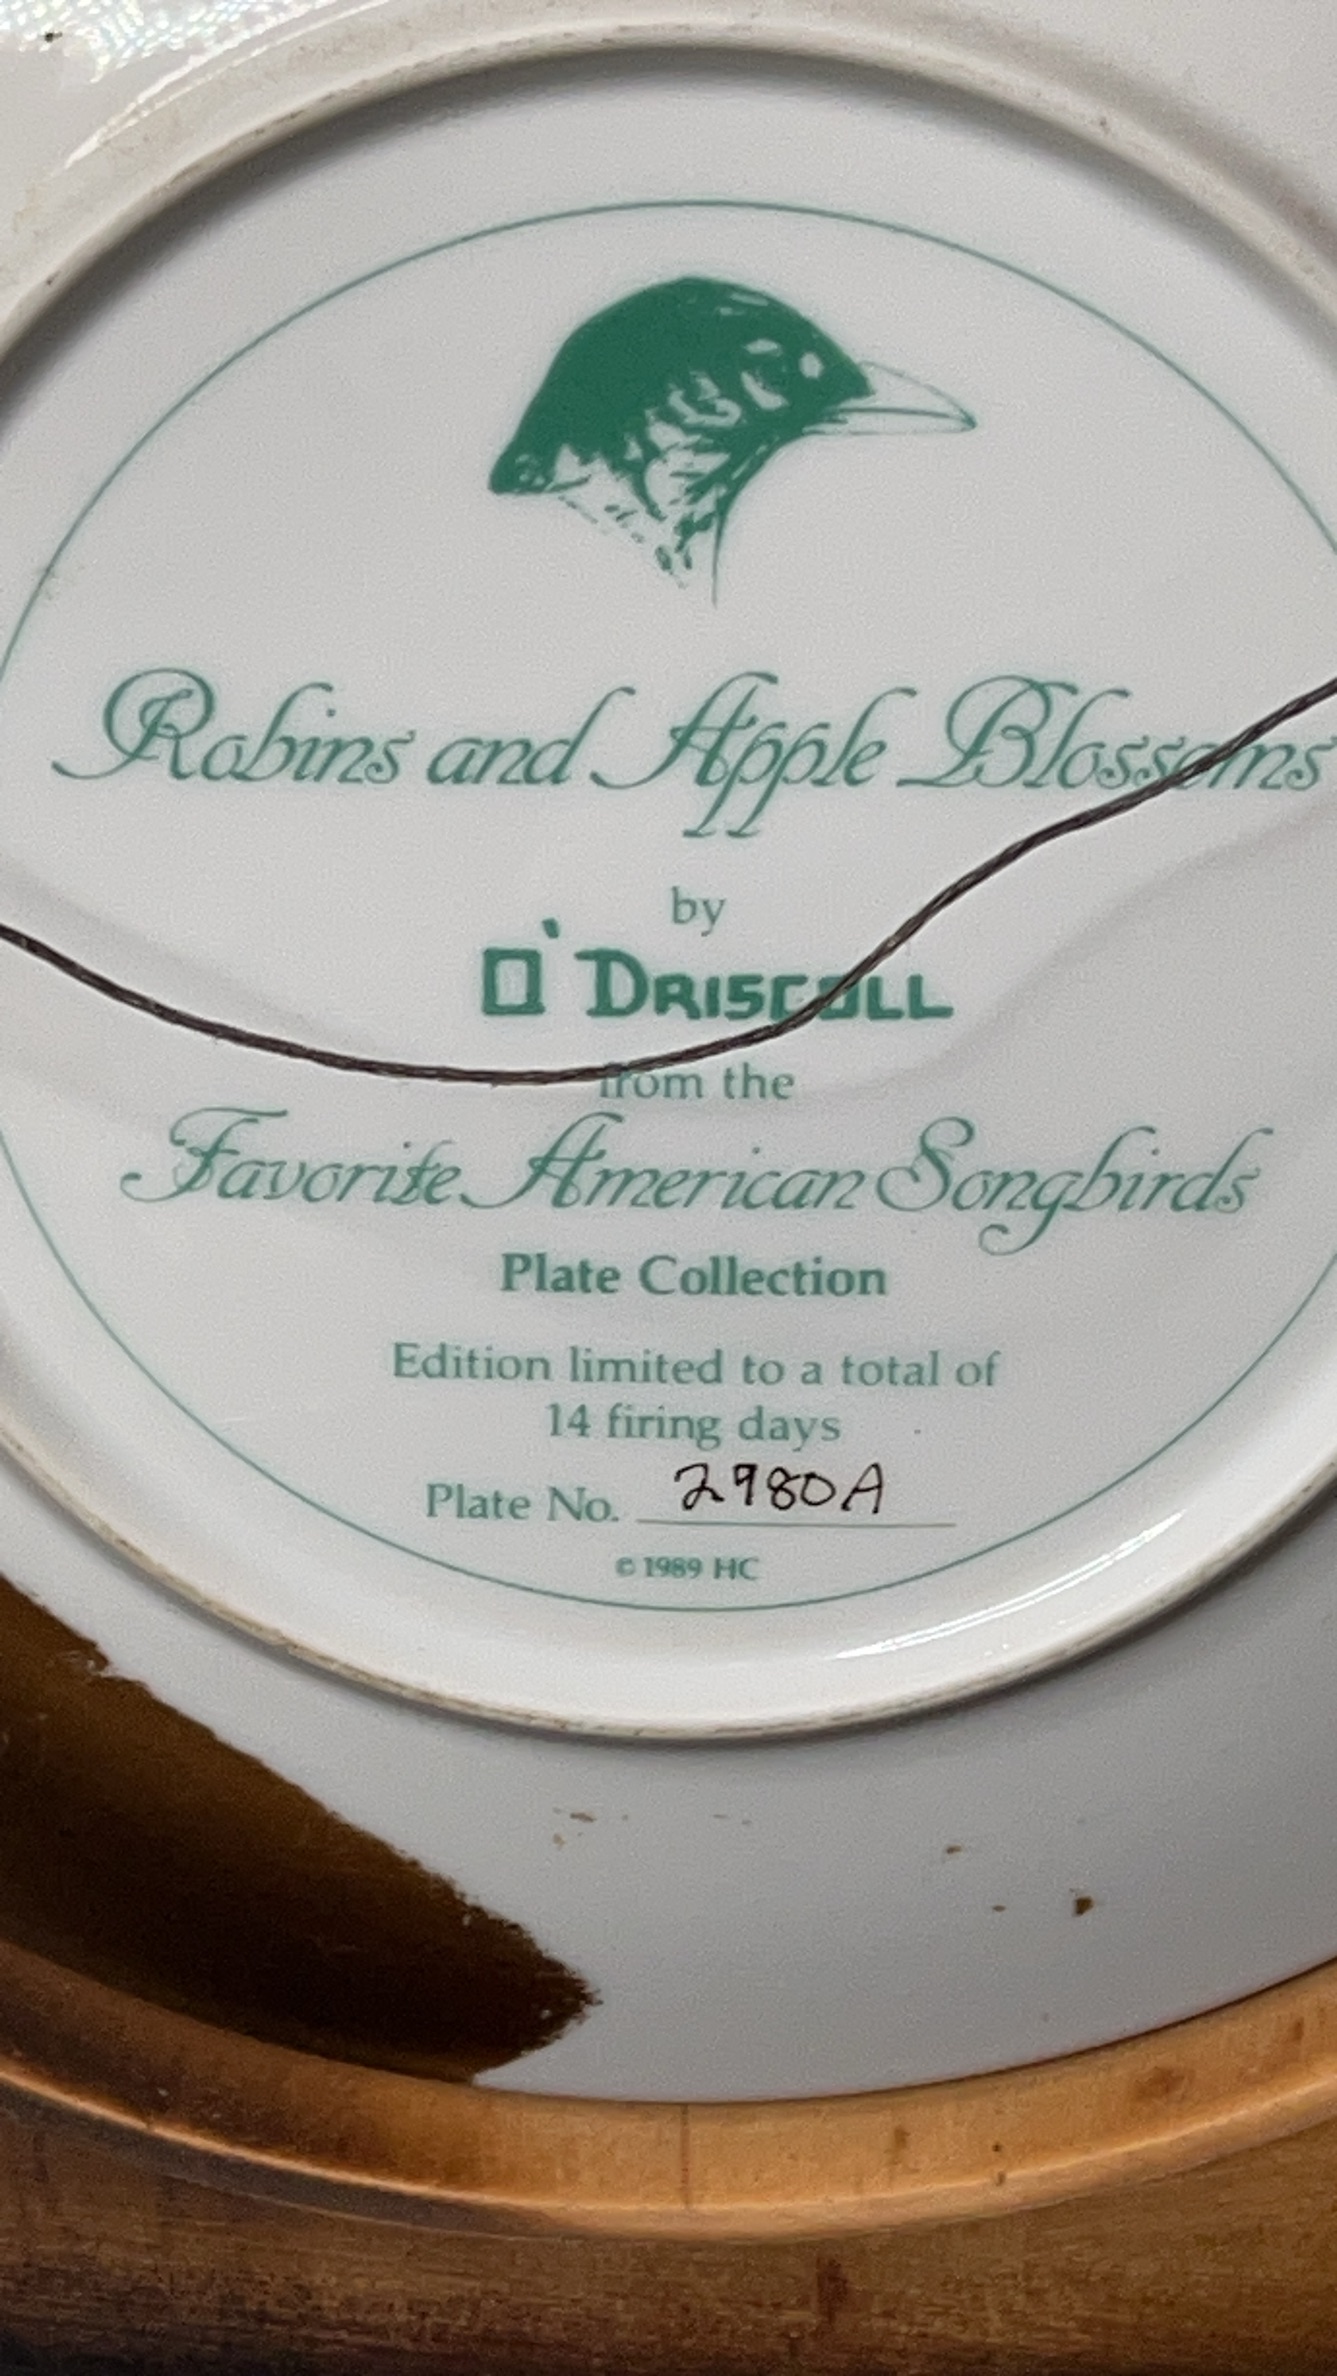 Robins and Apple Blossoms
by
O'DRISCOLL
from the
Favorite American Songbirds
Plate Collection
Edition limited to a total of
14 firing days
Plate No. 2980A
© 1989 HC